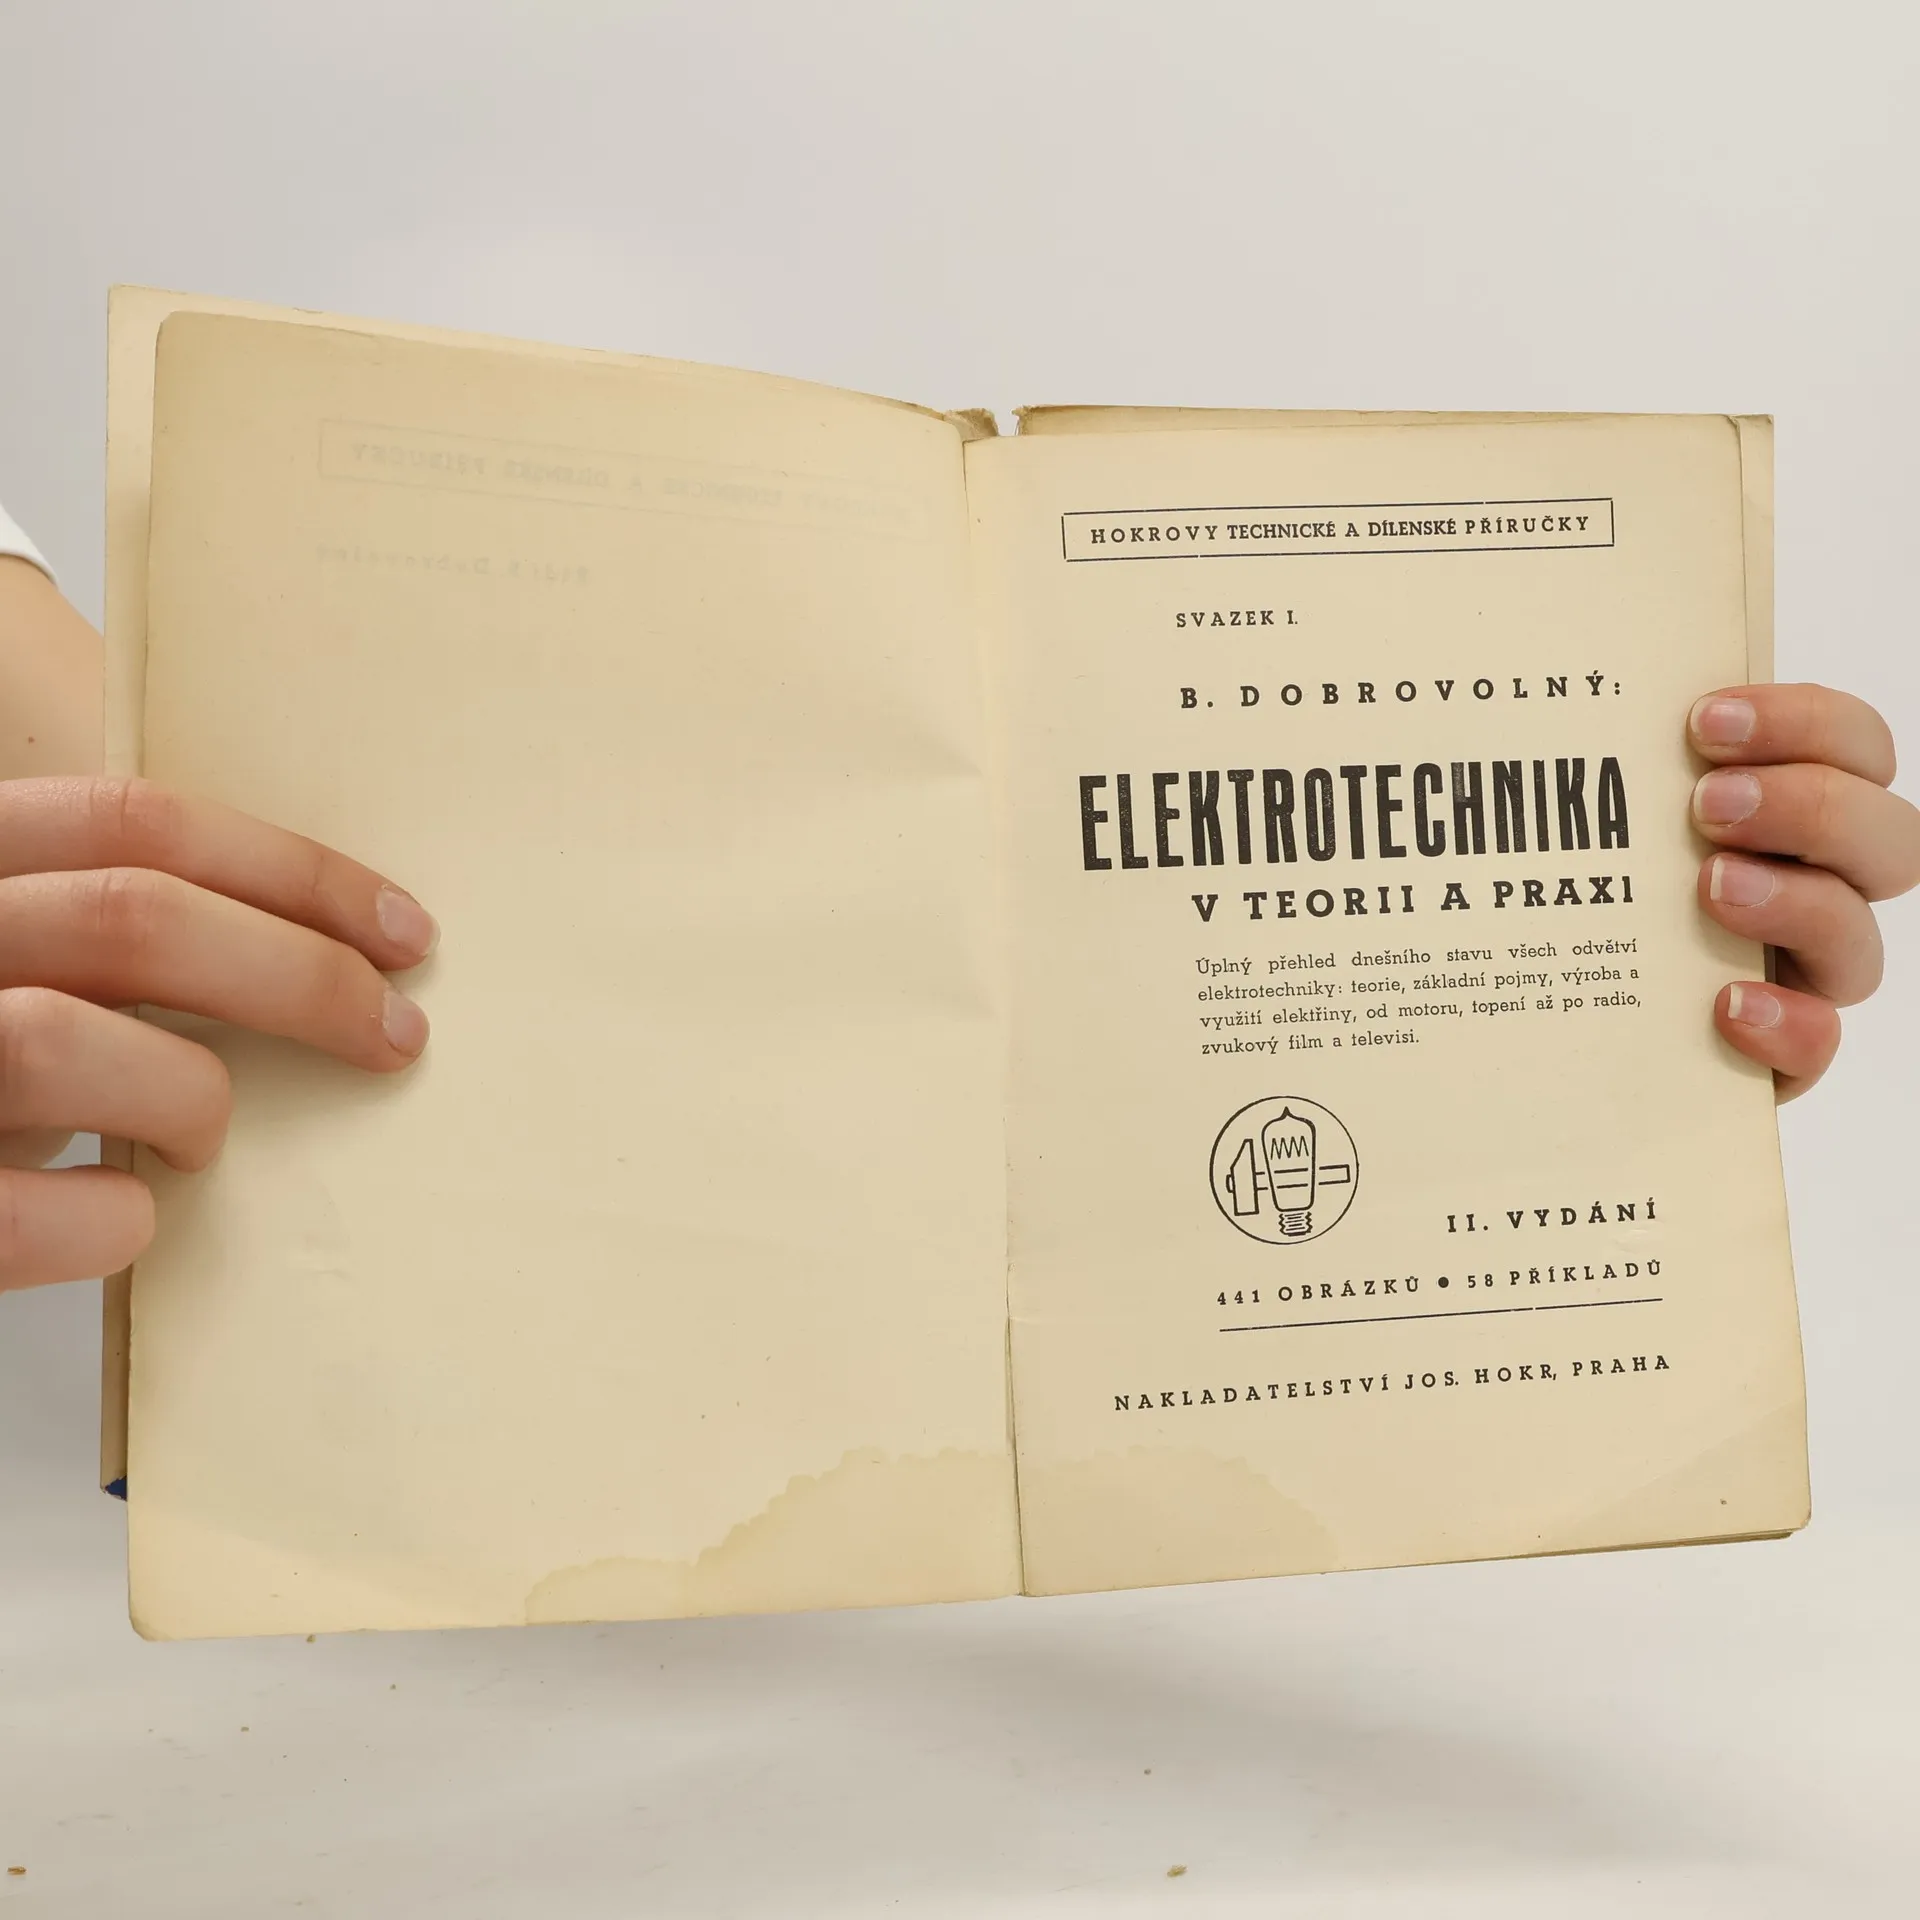 HOKROVY TECHNICKÉ A DÍLENSKÉ PŘÍRUČKY
SVAZEK I.
B. DOBROVOLNÝ:
ELEKTROTECHNIKA
V TEORII A PRAXI
Úplný přehled dnešního stavu všech odvětví
elektrotechniky: teorie, základní pojmy, výroba a
využití elektřiny, od motoru, topení až po radio,
zvukový film a televisi.
II. VYDÁNÍ
441 OBRÁZKŮ ● 58 PŘÍKLADŮ
NAKLADATELSTVÍ JOS. HOKR, PRAHA